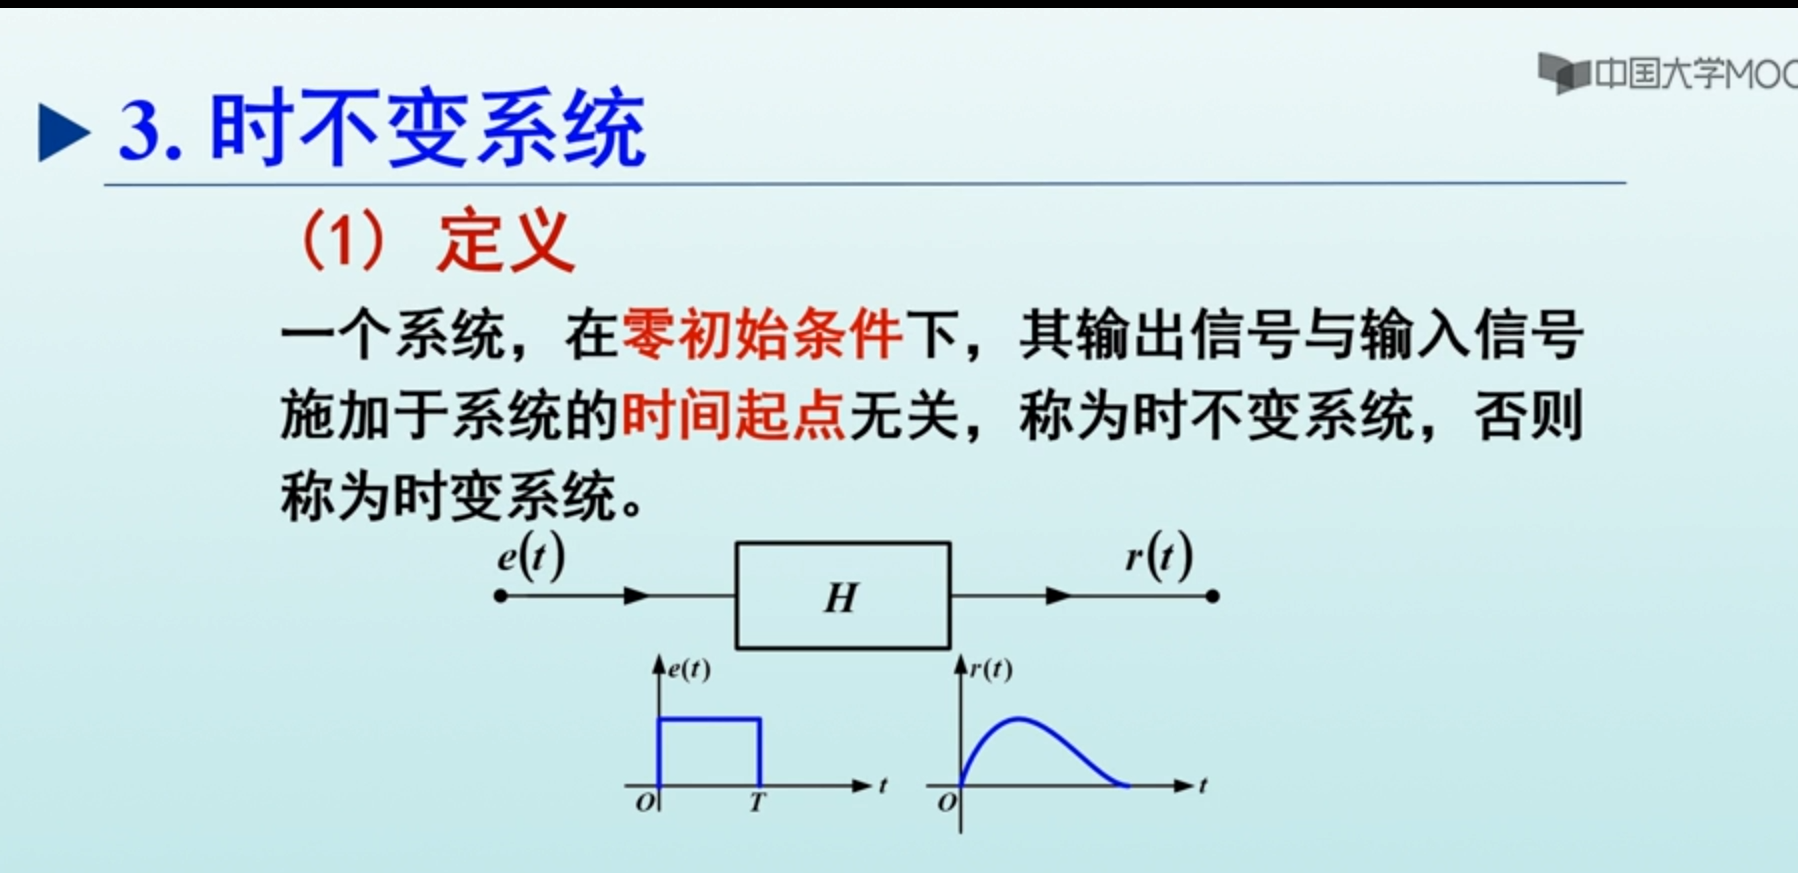 中国大学MOO
3. 时不变系统
（1） 定义
一个系统，在零初始条件下，其输出信号与输入信号
施加于系统的时间起点无关，称为时不变系统，否则
称为时变系统。
e(t)
H
r(t)
e(t)
O
T
t
r(t)
O
t